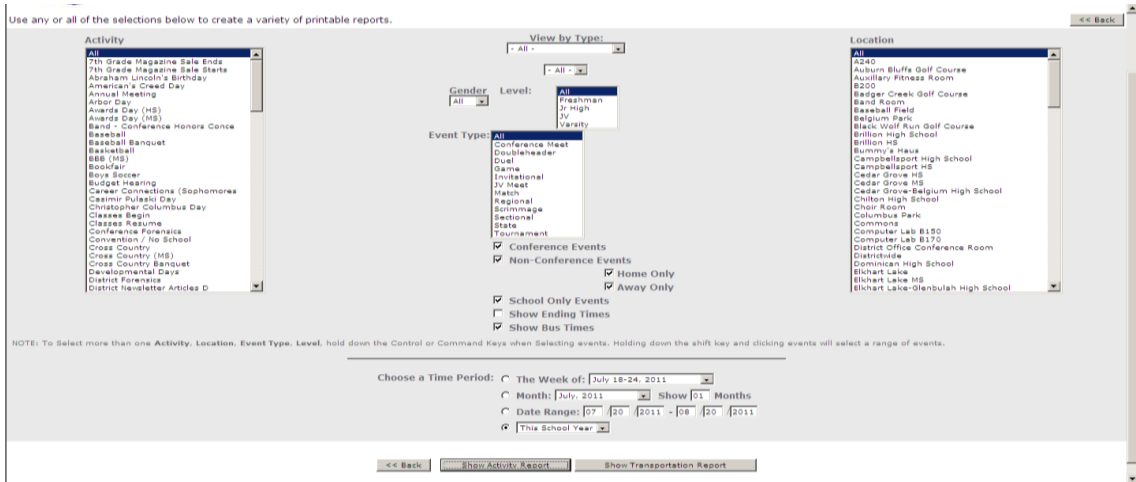 Use any or all of the selections below to create a variety of printable reports.
<< Back
Activity
All
7th Grade Magazine Sale Ends
7th Grade Magazine Sale Starts
Abraham Lincoln's Birthday
American's Creed Day
Annual Meeting
Arbor Day
Awards Day (HS)
Awards Day (MS)
Band - Conference Honors Conce
Baseball
Baseball Banquet
Basketball
BBB (MS)
Bookfair
Boys Soccer
Budget Hearing
Career Connections (Sophomores
Casimir Pulaski Day
Christopher Columbus Day
Classes Begin
Classes Resume
Conference Forensics
Convention / No School
Cross Country
Cross Country (MS)
Cross Country Banquet
Developmental Days
District Forensics
District Newsletter Articles D
View by Type:
- All -
- All -
Gender
All
Level:
All
Freshman
Jr High
JV
Varsity
Event Type:
All
Conference Meet
Doubleheader
Duel
Game
Invitational
JV Meet
Match
Regional
Scrimmage
Sectional
State
Tournament
Conference Events
Non-Conference Events
Home Only
Away Only
School Only Events
Show Ending Times
Show Bus Times
Location
All
A240
Auburn Bluffs Golf Course
Auxillary Fitness Room
B200
Badger Creek Golf Course
Band Room
Baseball Field
Belgium Park
Black Wolf Run Golf Course
Brillion High School
Brillion HS
Bummy's Haus
Campbellsport High School
Campbellsport HS
Cedar Grove HS
Cedar Grove MS
Cedar Grove-Belgium High School
Chilton High School
Choir Room
Columbus Park
Commons
Computer Lab B150
Computer Lab B170
District Office Conference Room
Districtwide
Dominican High School
Elkhart Lake
Elkhart Lake MS
Elkhart Lake-Glenbulah High School
NOTE: To Select more than one Activity, Location, Event Type, Level, hold down the Control or Command Keys when Selecting events. Holding down the shift key and clicking events will select a range of events.
Choose a Time Period:
The Week of: July 18-24, 2011
Month: July, 2011 Show 01 Months
Date Range: 07 /20 /2011 - 08 /20 /2011
This School Year
<< Back
Show Activity Report
Show Transportation Report